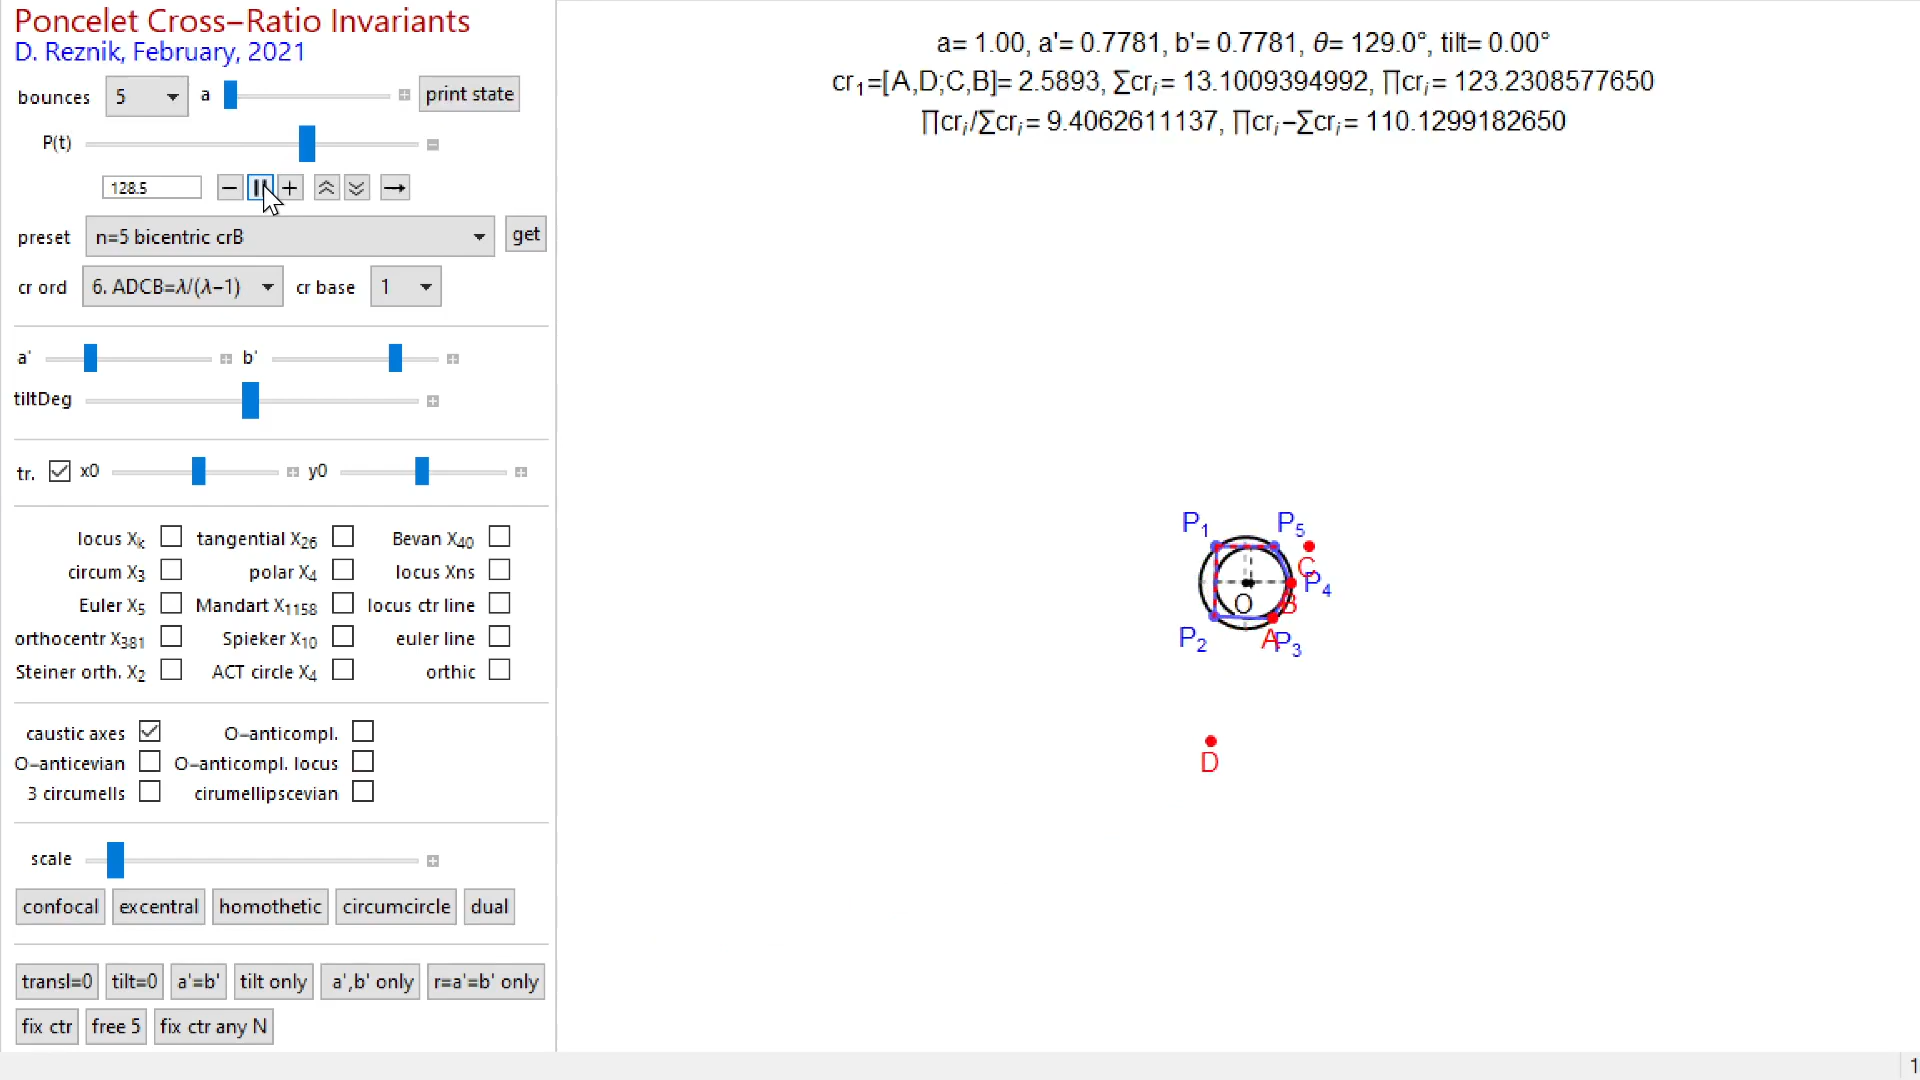 Poncelet Cross–Ratio Invariants
D. Reznik, February, 2021
bounces 5 a print state
P(t)
128.5
preset n=5 bicentric crB get
cr ord 6. ADCB=λ/(λ−1) cr base 1
a' b'
tiltDeg
tr. x0 y0
locus Xk tangential X26 Bevan X40
circum X3 polar X4 locus Xns
Euler X5 Mandart X1158 locus ctr line
orthocentr X381 Spieker X10 euler line
Steiner orth. X2 ACT circle X4 orthic
caustic axes O−anticompl.
O−anticevian O−anticompl. locus
3 circumells cirumellipscevian
scale
confocal excentral homothetic circumcircle dual
transl=0 tilt=0 a'=b' tilt only a',b' only r=a'=b' only
fix ctr free 5 fix ctr any N
a= 1.00, a'= 0.7781, b'= 0.7781, θ= 129.0°, tilt= 0.00°
cr1=[A,D;C,B]= 2.5893, ∑cri= 13.1009394992, ∏cri= 123.2308577650
∏cri/∑cri= 9.4062611137, ∏cri−∑cri= 110.1299182650
P1 P5
C
P4
O B
P2 A P3
D
1